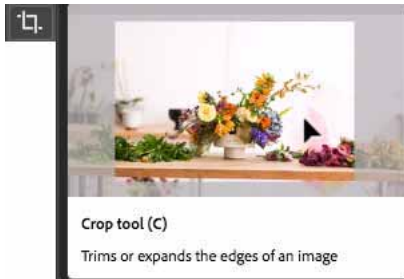 Crop tool (C)
Trims or expands the edges of an image